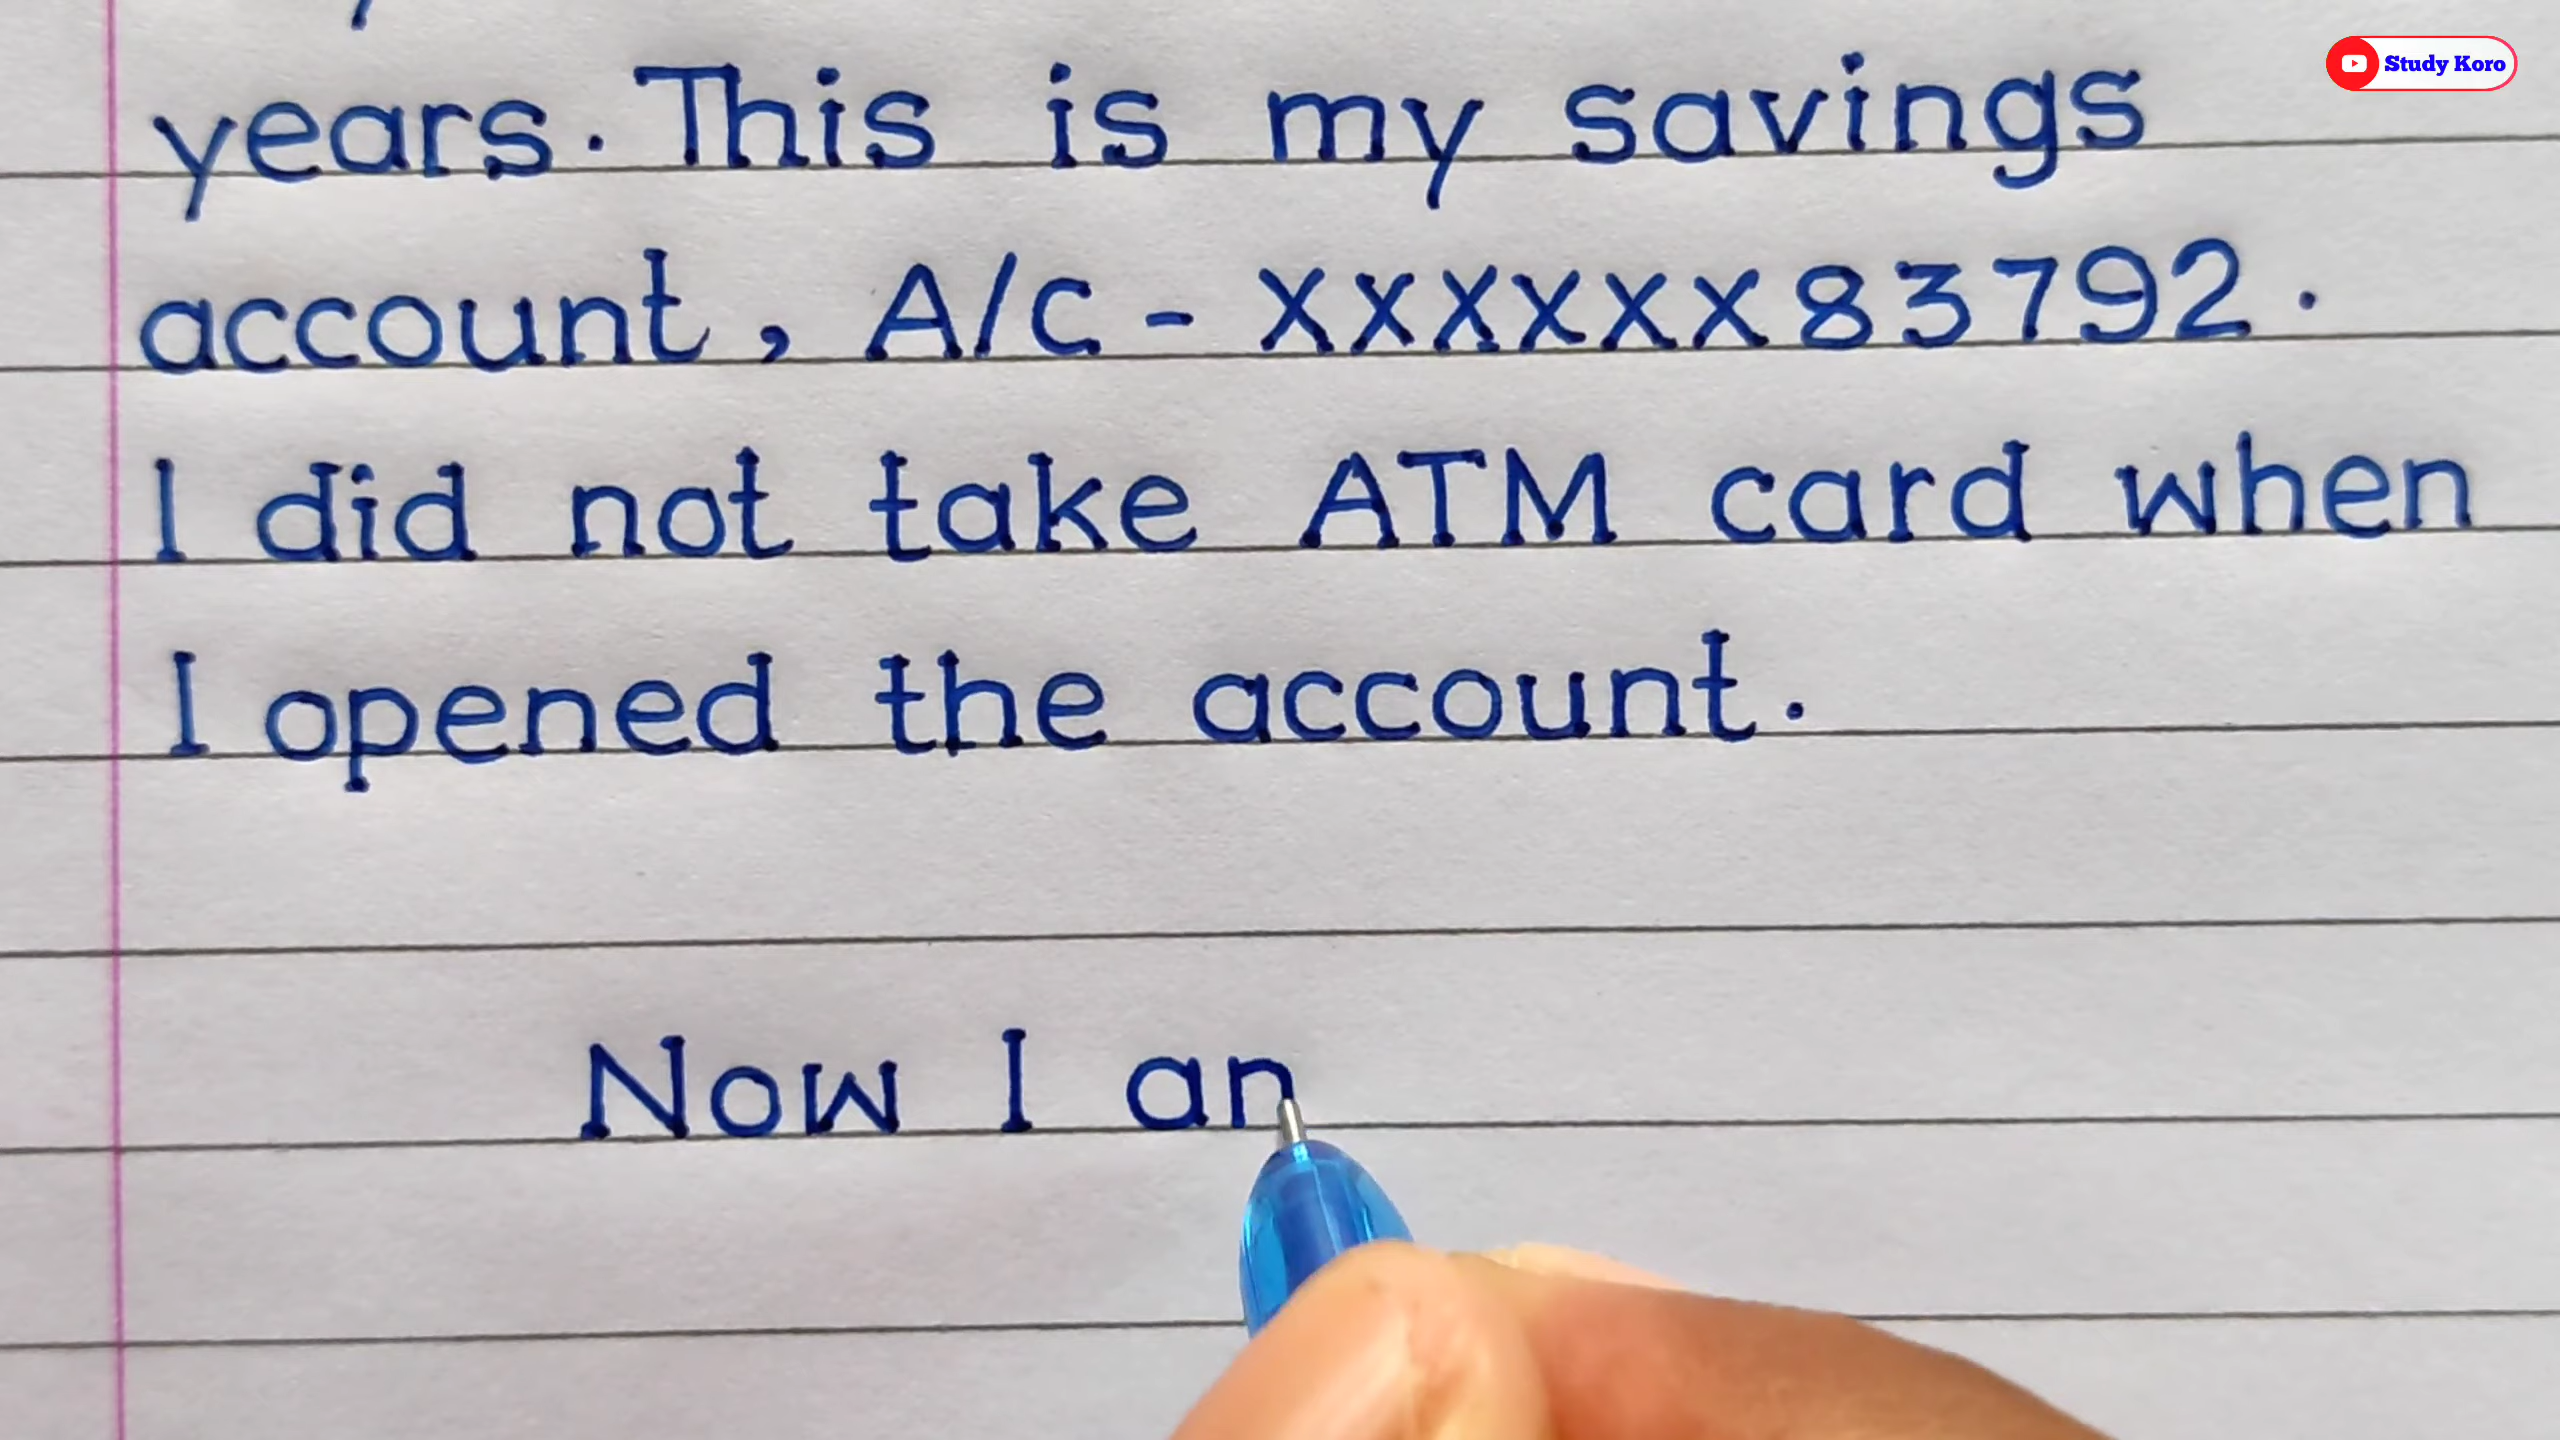 Study Koro
years. This is my savings
account, A/C - XXXXXX83792.
I did not take ATM card when
I opened the account.
Now I an